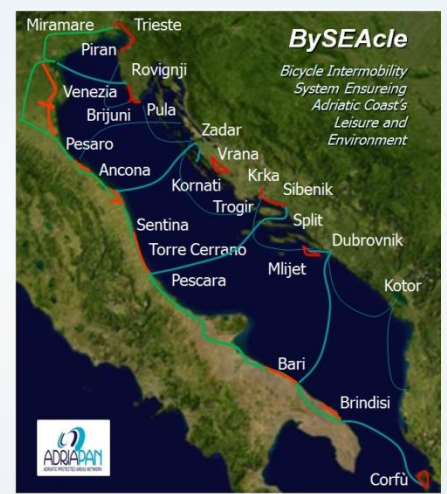 Miramare
Trieste
BySEAcle
Piran
Bicycle Intermobility
System Ensureing
Adriatic Coast's
Leisure and
Environment
Rovignji
Venezia
Brijuni
Pula
Zadar
Pesaro
Vrana
Ancona
Krka
Kornati
Sibenik
Trogir
Split
Sentina
Dubrovnik
Torre Cerrano
Mlijet
Pescara
Kotor
Bari
Brindisi
ADRIAPAN
ADRIATIC PROTECTED AREAS NETWORK
Corfù